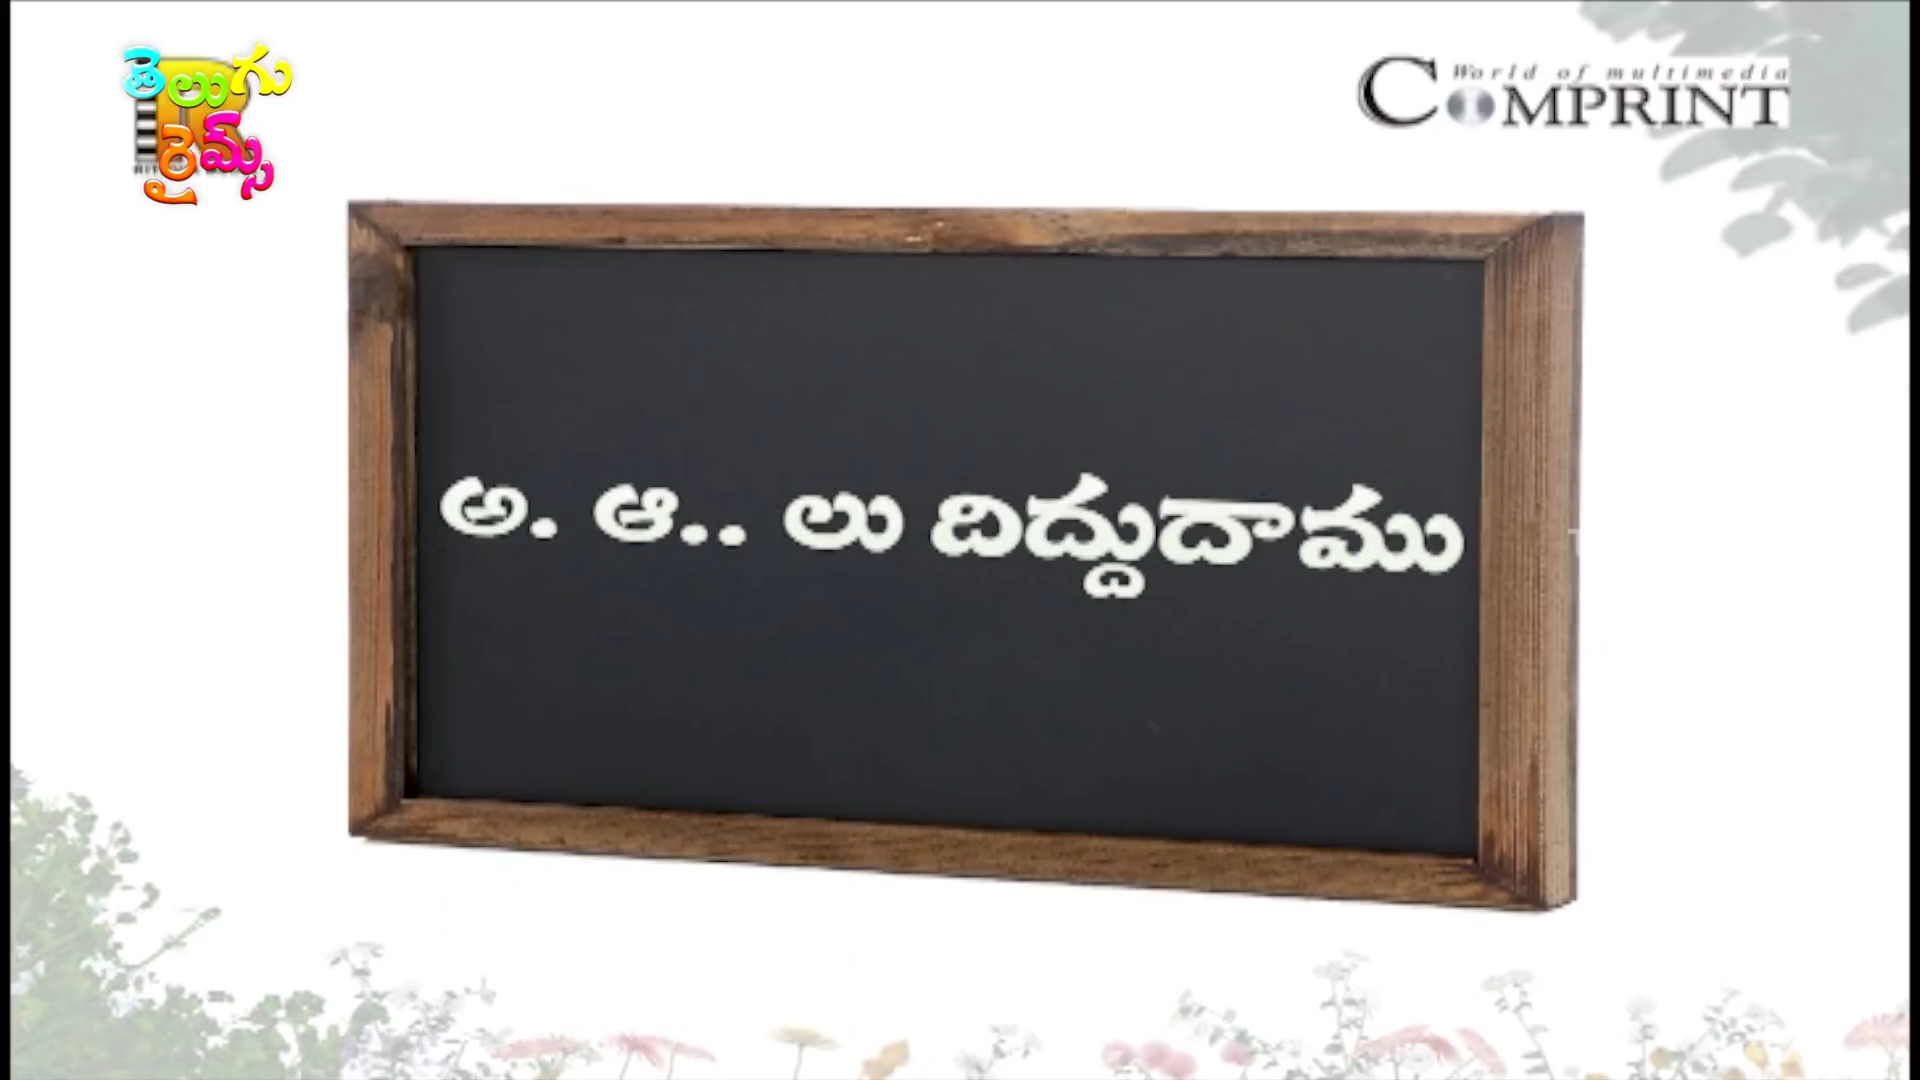 తెలుగు
రైమ్స్
World of multimedia
COMPRINT
అ. ఆ.. లు దిద్దుదాము